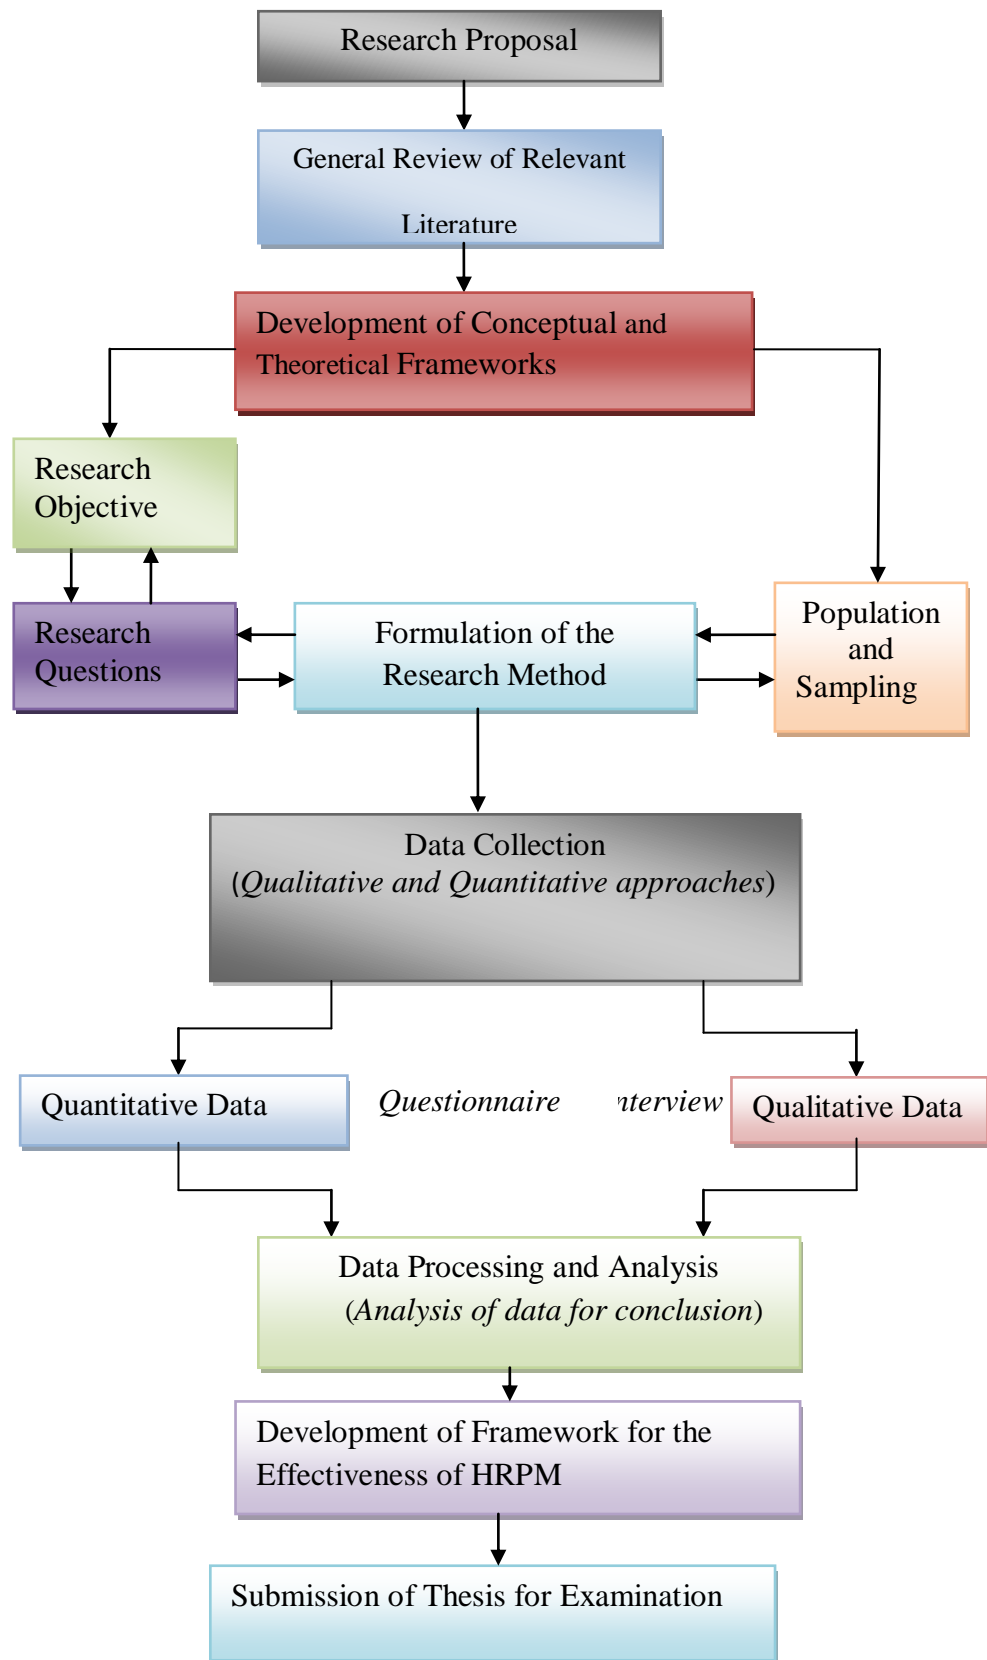 Research Proposal
General Review of Relevant
Literature
Development of Conceptual and
Theoretical Frameworks
Research
Objective
Research
Questions
Formulation of the
Research Method
Population
and
Sampling
Data Collection
(Qualitative and Quantitative approaches)
Quantitative Data
Questionnaire
nterview
Qualitative Data
Data Processing and Analysis
(Analysis of data for conclusion)
Development of Framework for the
Effectiveness of HRPM
Submission of Thesis for Examination